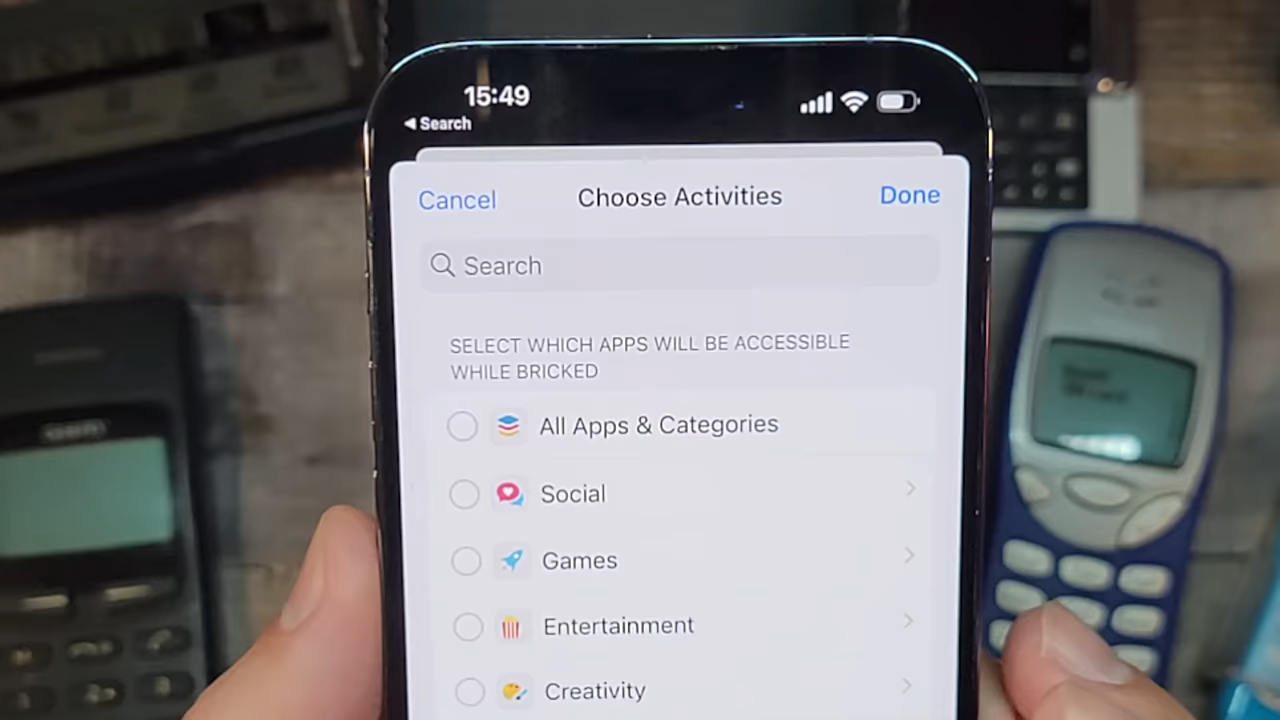 15:49
◀ Search
Cancel
Choose Activities
Done
Search
SELECT WHICH APPS WILL BE ACCESSIBLE
WHILE BRICKED
All Apps & Categories
Social
Games
Entertainment
Creativity